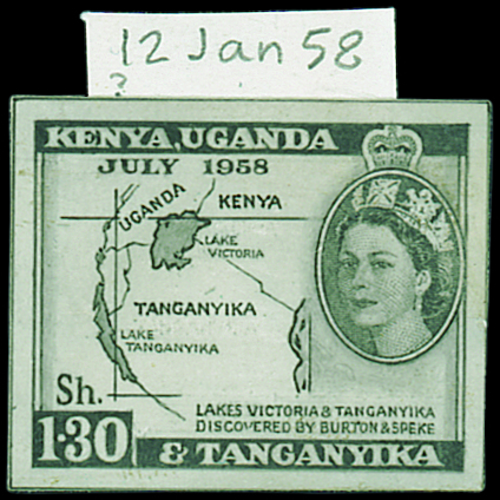 12 Jan 58
?
KENYA, UGANDA
JULY 1958
UGANDA
KENYA
LAKE
VICTORIA
TANGANYIKA
LAKE
TANGANYIKA
Sh.
1·30
LAKES VICTORIA & TANGANYIKA
DISCOVERED BY BURTON & SPEKE
& TANGANYIKA